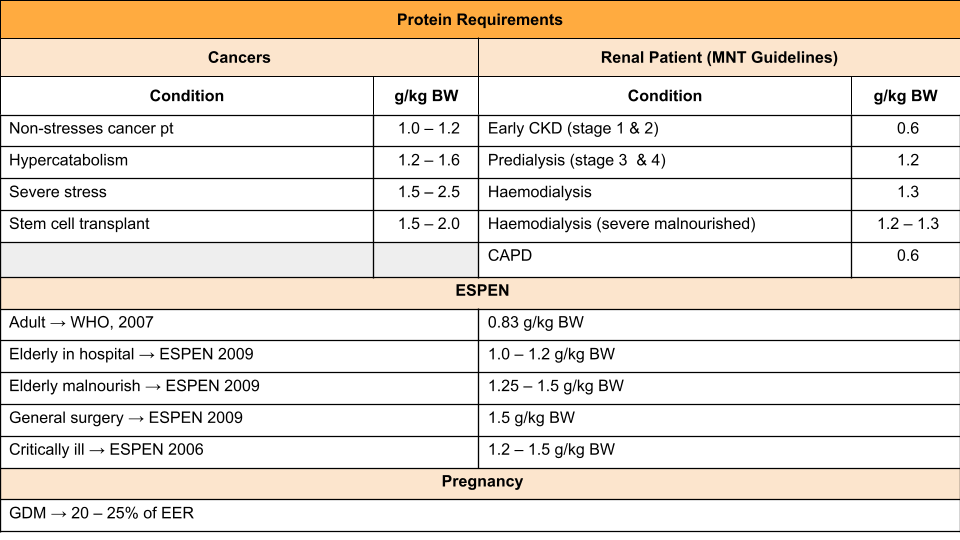 Protein Requirements
Cancers Renal Patient (MNT Guidelines)
Condition g/kg BW Condition g/kg BW
Non-stresses cancer pt 1.0 – 1.2 Early CKD (stage 1 & 2) 0.6
Hypercatabolism 1.2 – 1.6 Predialysis (stage 3 & 4) 1.2
Severe stress 1.5 – 2.5 Haemodialysis 1.3
Stem cell transplant 1.5 – 2.0 Haemodialysis (severe malnourished) 1.2 – 1.3
CAPD 0.6
ESPEN
Adult → WHO, 2007 0.83 g/kg BW
Elderly in hospital → ESPEN 2009 1.0 – 1.2 g/kg BW
Elderly malnourish → ESPEN 2009 1.25 – 1.5 g/kg BW
General surgery → ESPEN 2009 1.5 g/kg BW
Critically ill → ESPEN 2006 1.2 – 1.5 g/kg BW
Pregnancy
GDM → 20 – 25% of EER